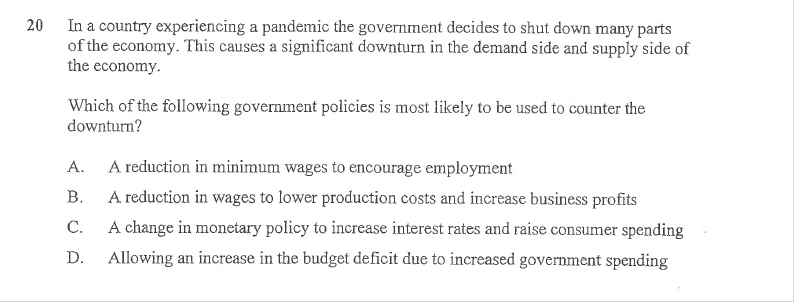 20 In a country experiencing a pandemic the government decides to shut down many parts
of the economy. This causes a significant downturn in the demand side and supply side of
the economy.
Which of the following government policies is most likely to be used to counter the
downturn?
A. A reduction in minimum wages to encourage employment
B. A reduction in wages to lower production costs and increase business profits
C. A change in monetary policy to increase interest rates and raise consumer spending
D. Allowing an increase in the budget deficit due to increased government spending